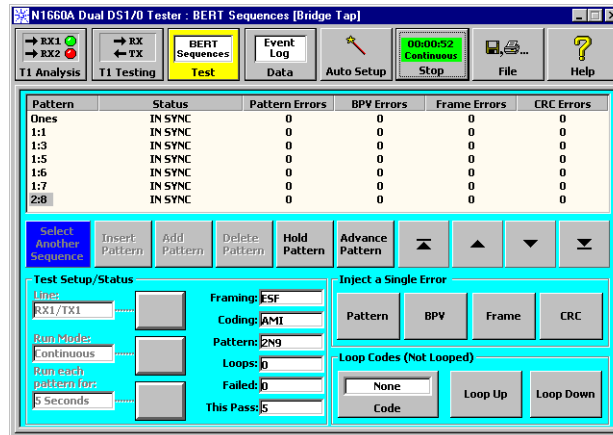 N1660A Dual DS1/0 Tester : BERT Sequences [Bridge Tap]
RX1 RX BERT Event 00:00:52
RX2 TX Sequences Log Continuous
T1 Analysis T1 Testing Test Data Auto Setup Stop File Help
Pattern Status Pattern Errors BPV Errors Frame Errors CRC Errors
Ones IN SYNC 0 0 0 0
1:1 IN SYNC 0 0 0 0
1:3 IN SYNC 0 0 0 0
1:5 IN SYNC 0 0 0 0
1:6 IN SYNC 0 0 0 0
1:7 IN SYNC 0 0 0 0
2:8 IN SYNC 0 0 0 0
Select Another Sequence
Insert Pattern
Add Pattern
Delete Pattern
Hold Pattern
Advance Pattern
Test Setup/Status
Line:
RX1/TX1
Run Mode:
Continuous
Run each
pattern for:
5 Seconds
Framing: ESF
Coding: AMI
Pattern: 2N9
Loops: 0
Failed: 0
This Pass: 5
Inject a Single Error
Pattern BPV Frame CRC
Loop Codes (Not Looped)
None
Code
Loop Up
Loop Down